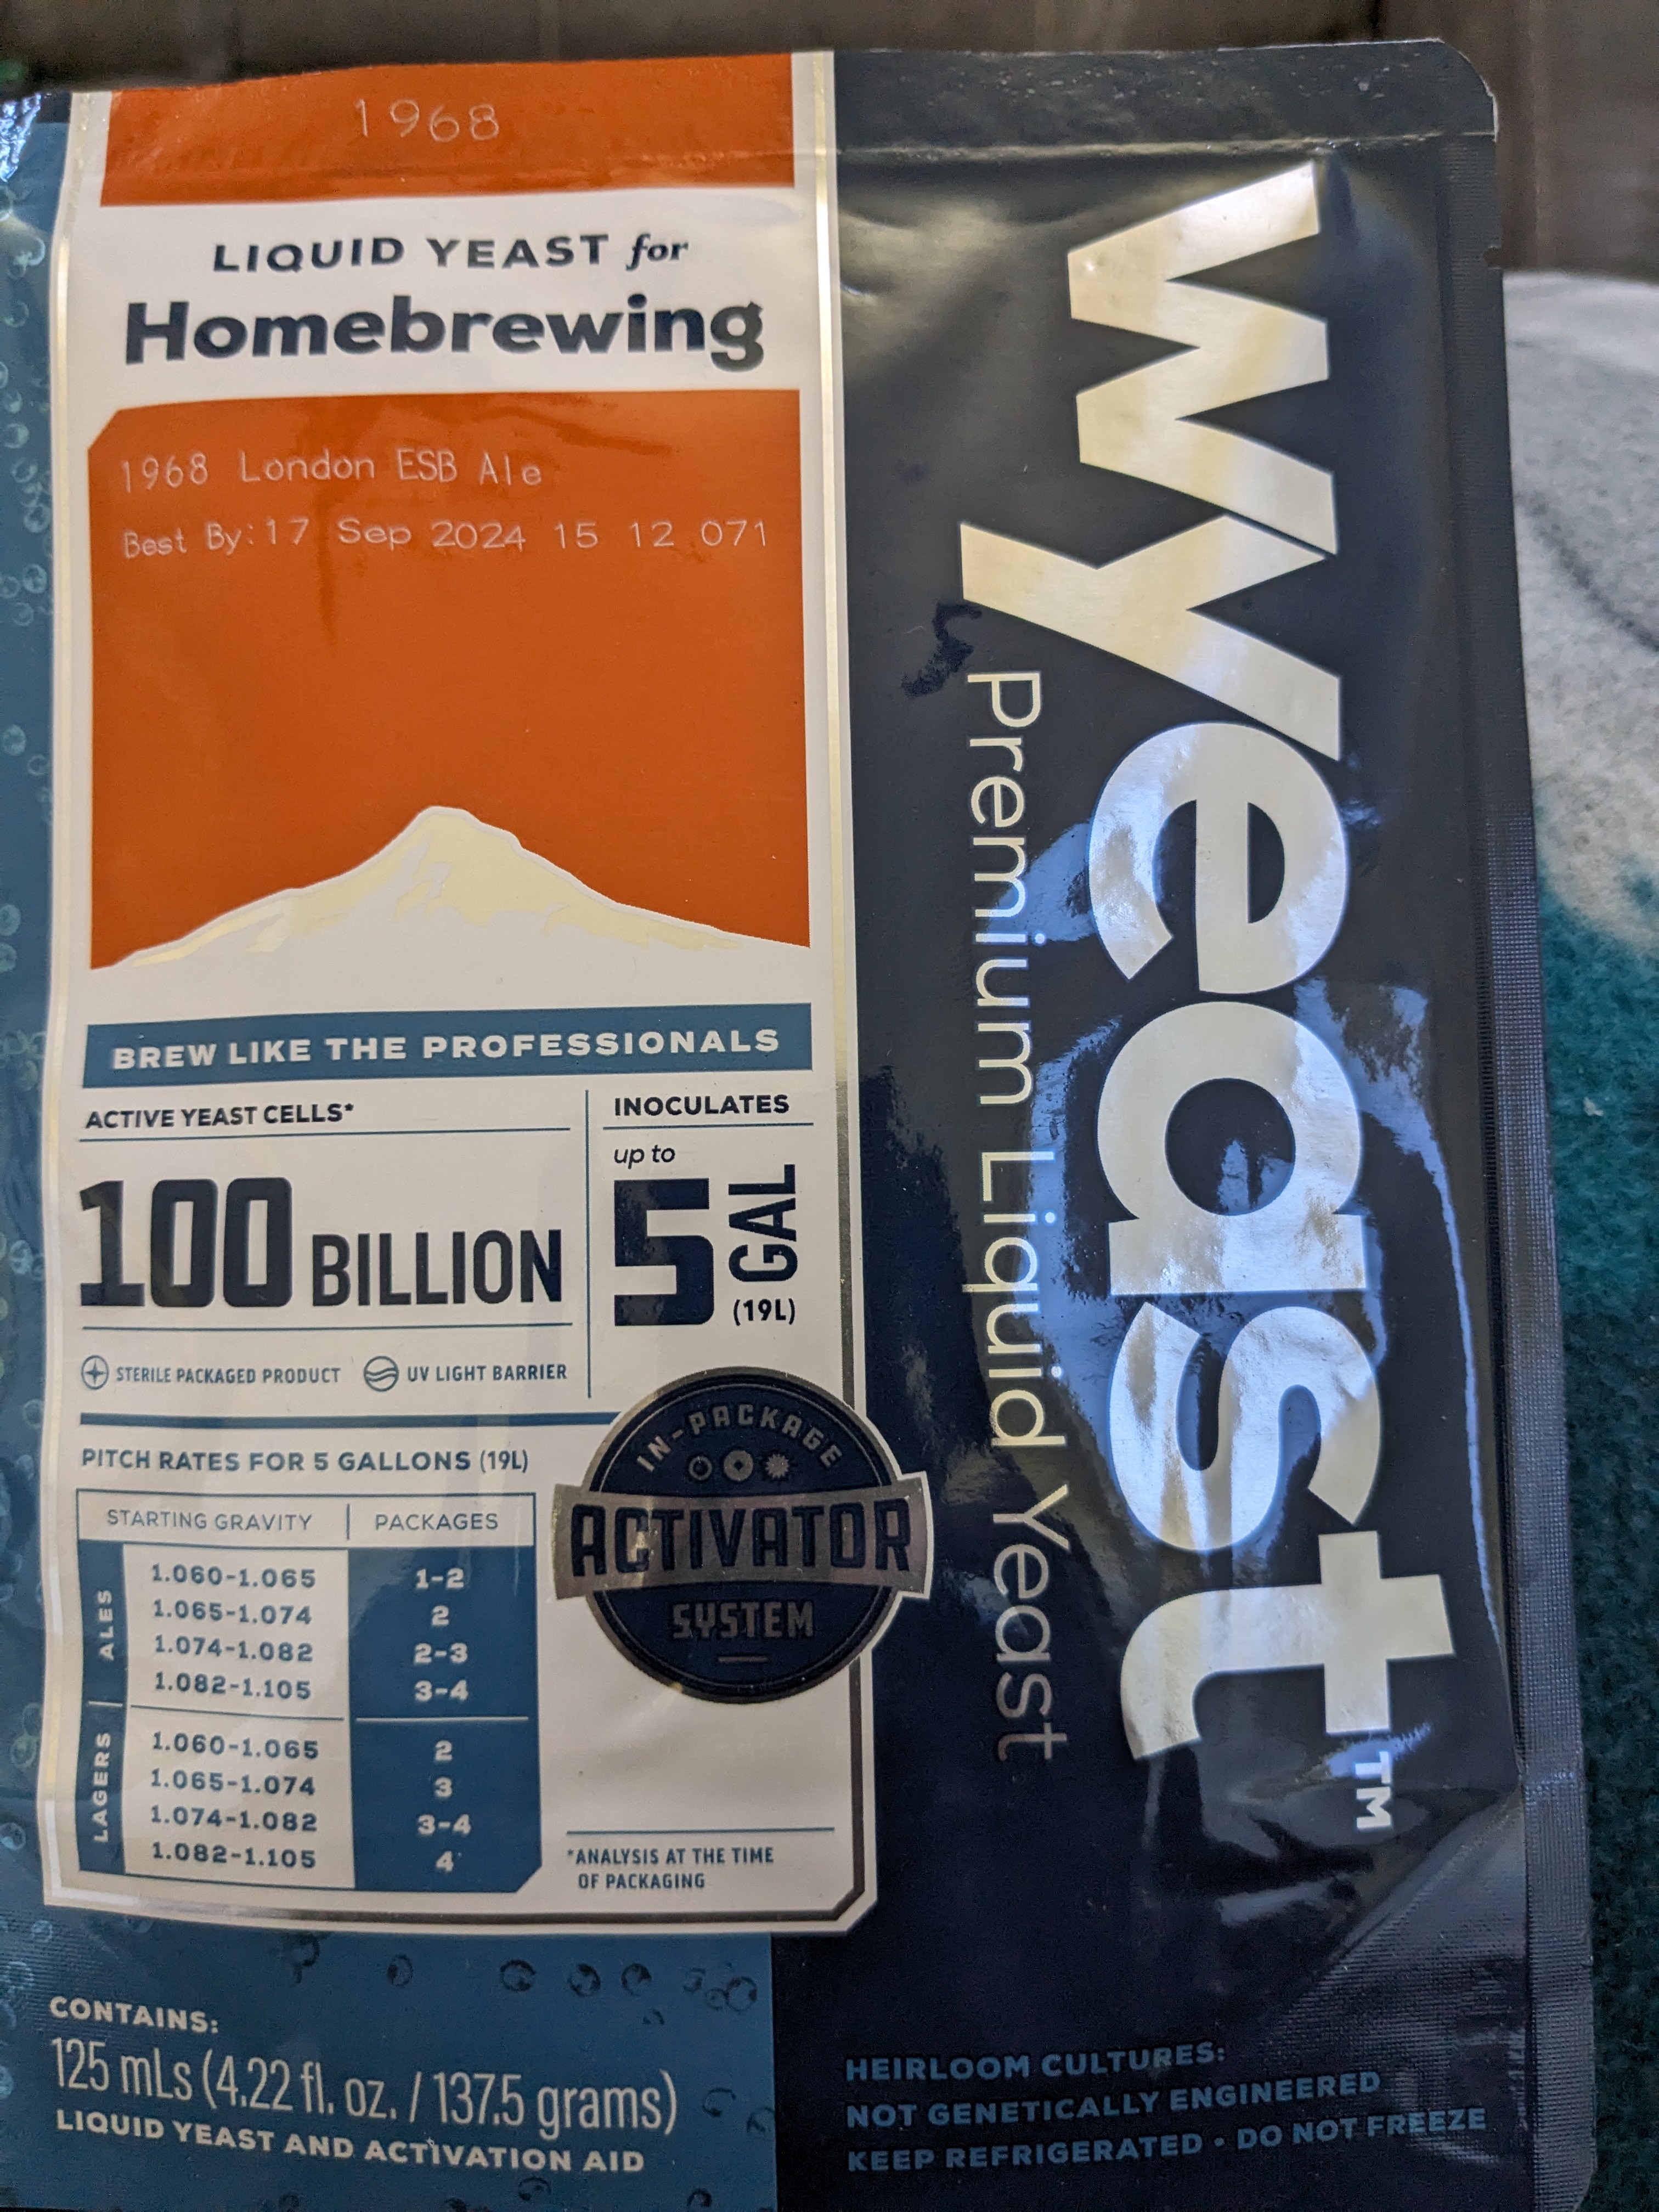 1968
LIQUID YEAST for
Homebrewing
1968 London ESB Ale
Best By:17 Sep 2024 15 12 071
BREW LIKE THE PROFESSIONALS
ACTIVE YEAST CELLS*
100 BILLION
INOCULATES
up to
5 GAL
(19L)
STERILE PACKAGED PRODUCT
UV LIGHT BARRIER
PITCH RATES FOR 5 GALLONS (19L)
STARTING GRAVITY | PACKAGES
ALES
1.060-1.065 1-2
1.065-1.074 2
1.074-1.082 2-3
1.082-1.105 3-4
LAGERS
1.060-1.065 2
1.065-1.074 3
1.074-1.082 3-4
1.082-1.105 4
IN-PACKAGE
ACTIVATOR
SYSTEM
*ANALYSIS AT THE TIME
OF PACKAGING
CONTAINS:
125 mLs (4.22 fl. oz. / 137.5 grams)
LIQUID YEAST AND ACTIVATION AID
wyeast™
Premium Liquid Yeast
HEIRLOOM CULTURES:
NOT GENETICALLY ENGINEERED
KEEP REFRIGERATED • DO NOT FREEZE